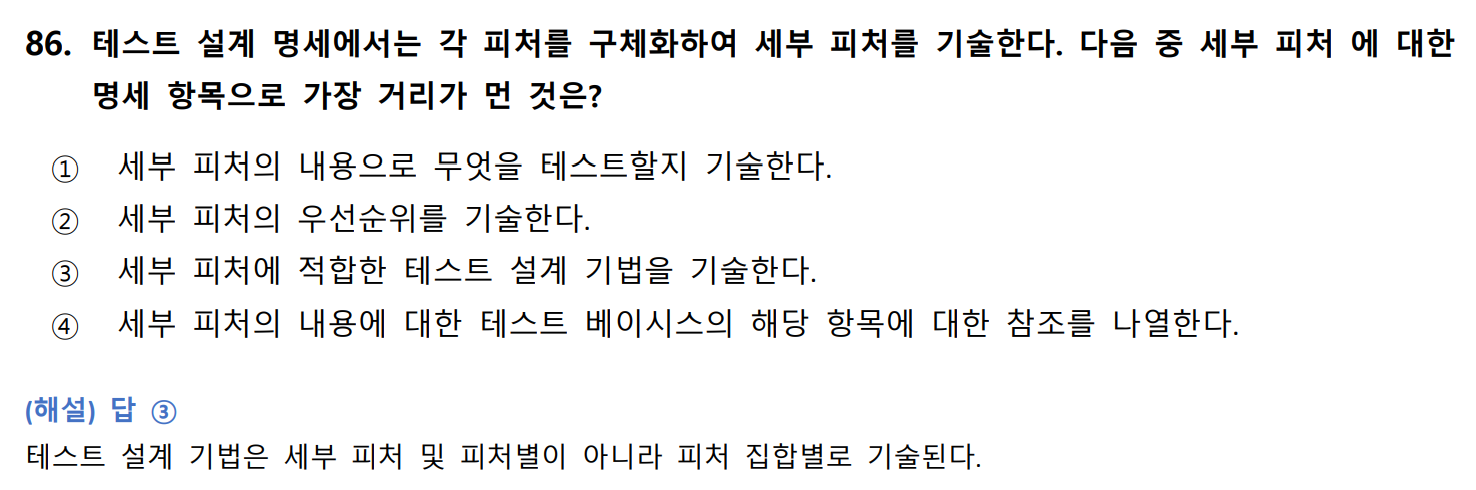 86. 테스트 설계 명세에서는 각 피처를 구체화하여 세부 피처를 기술한다. 다음 중 세부 피처 에 대한
명세 항목으로 가장 거리가 먼 것은?
① 세부 피처의 내용으로 무엇을 테스트할지 기술한다.
② 세부 피처의 우선순위를 기술한다.
③ 세부 피처에 적합한 테스트 설계 기법을 기술한다.
④ 세부 피처의 내용에 대한 테스트 베이시스의 해당 항목에 대한 참조를 나열한다.
(해설) 답 ③
테스트 설계 기법은 세부 피처 및 피처별이 아니라 피처 집합별로 기술된다.